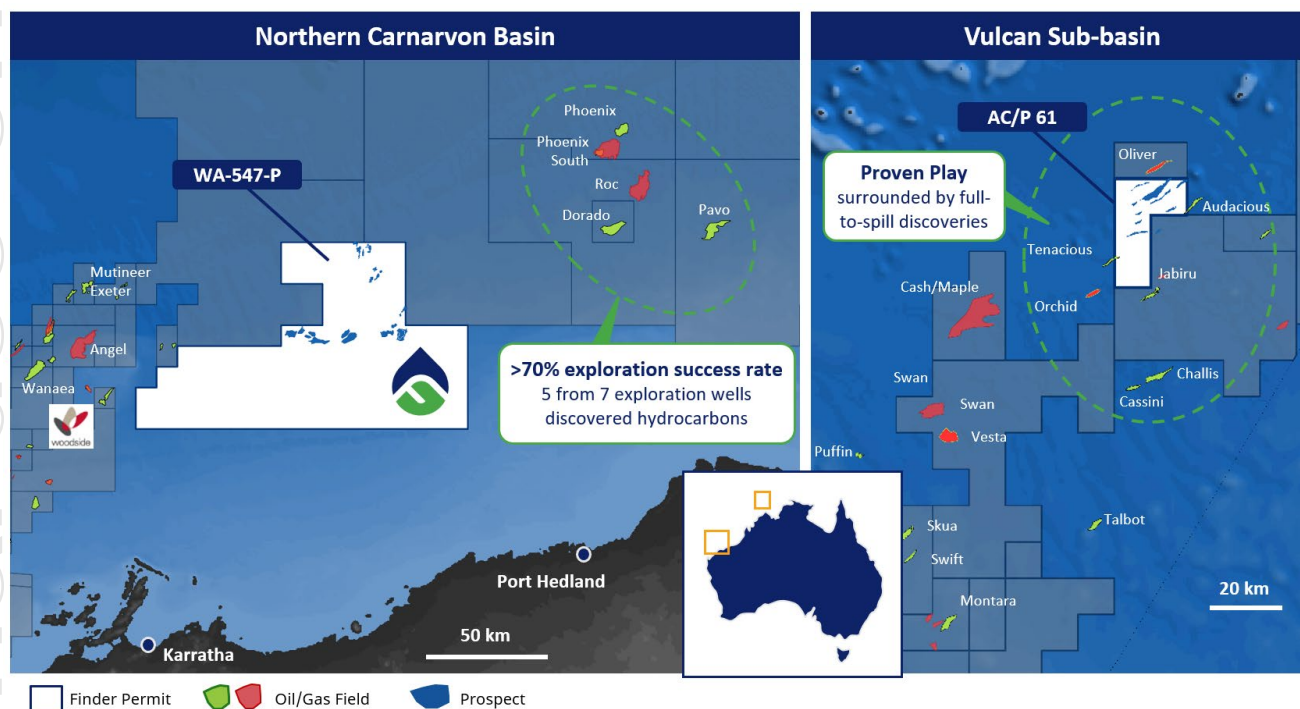 Northern Carnarvon Basin
Phoenix
Phoenix
South
Roc
Dorado
Pavo
WA-547-P
Mutineer
Exeter
Angel
Wanaea
woodside
>70% exploration success rate
5 from 7 exploration wells
discovered hydrocarbons
Port Hedland
Karratha
50 km
Vulcan Sub-basin
AC/P 61
Oliver
Proven Play
surrounded by full-
to-spill discoveries
Audacious
Tenacious
Jabiru
Cash/Maple
Orchid
Swan
Challis
Cassini
Swan
Vesta
Puffin
Skua
Talbot
Swift
Montara
20 km
Finder Permit
Oil/Gas Field
Prospect